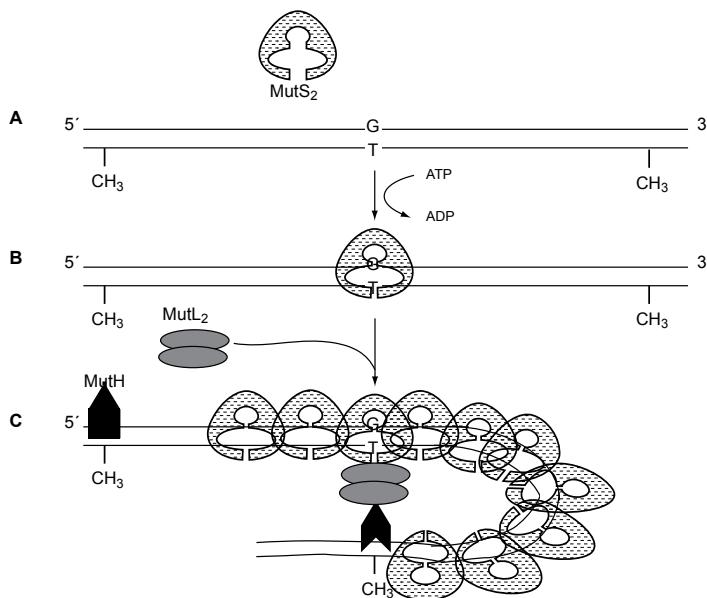 MutS2
A 5´ G 3
T
CH3 CH3
ATP
ADP
B 5´ G 3
T
CH3 CH3
MutL2
MutH
C 5´ G
T
CH3
CH3